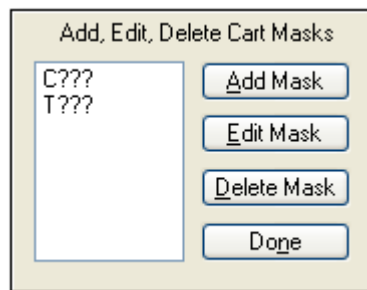 Add, Edit, Delete Cart Masks
C???
T???
Add Mask
Edit Mask
Delete Mask
Done